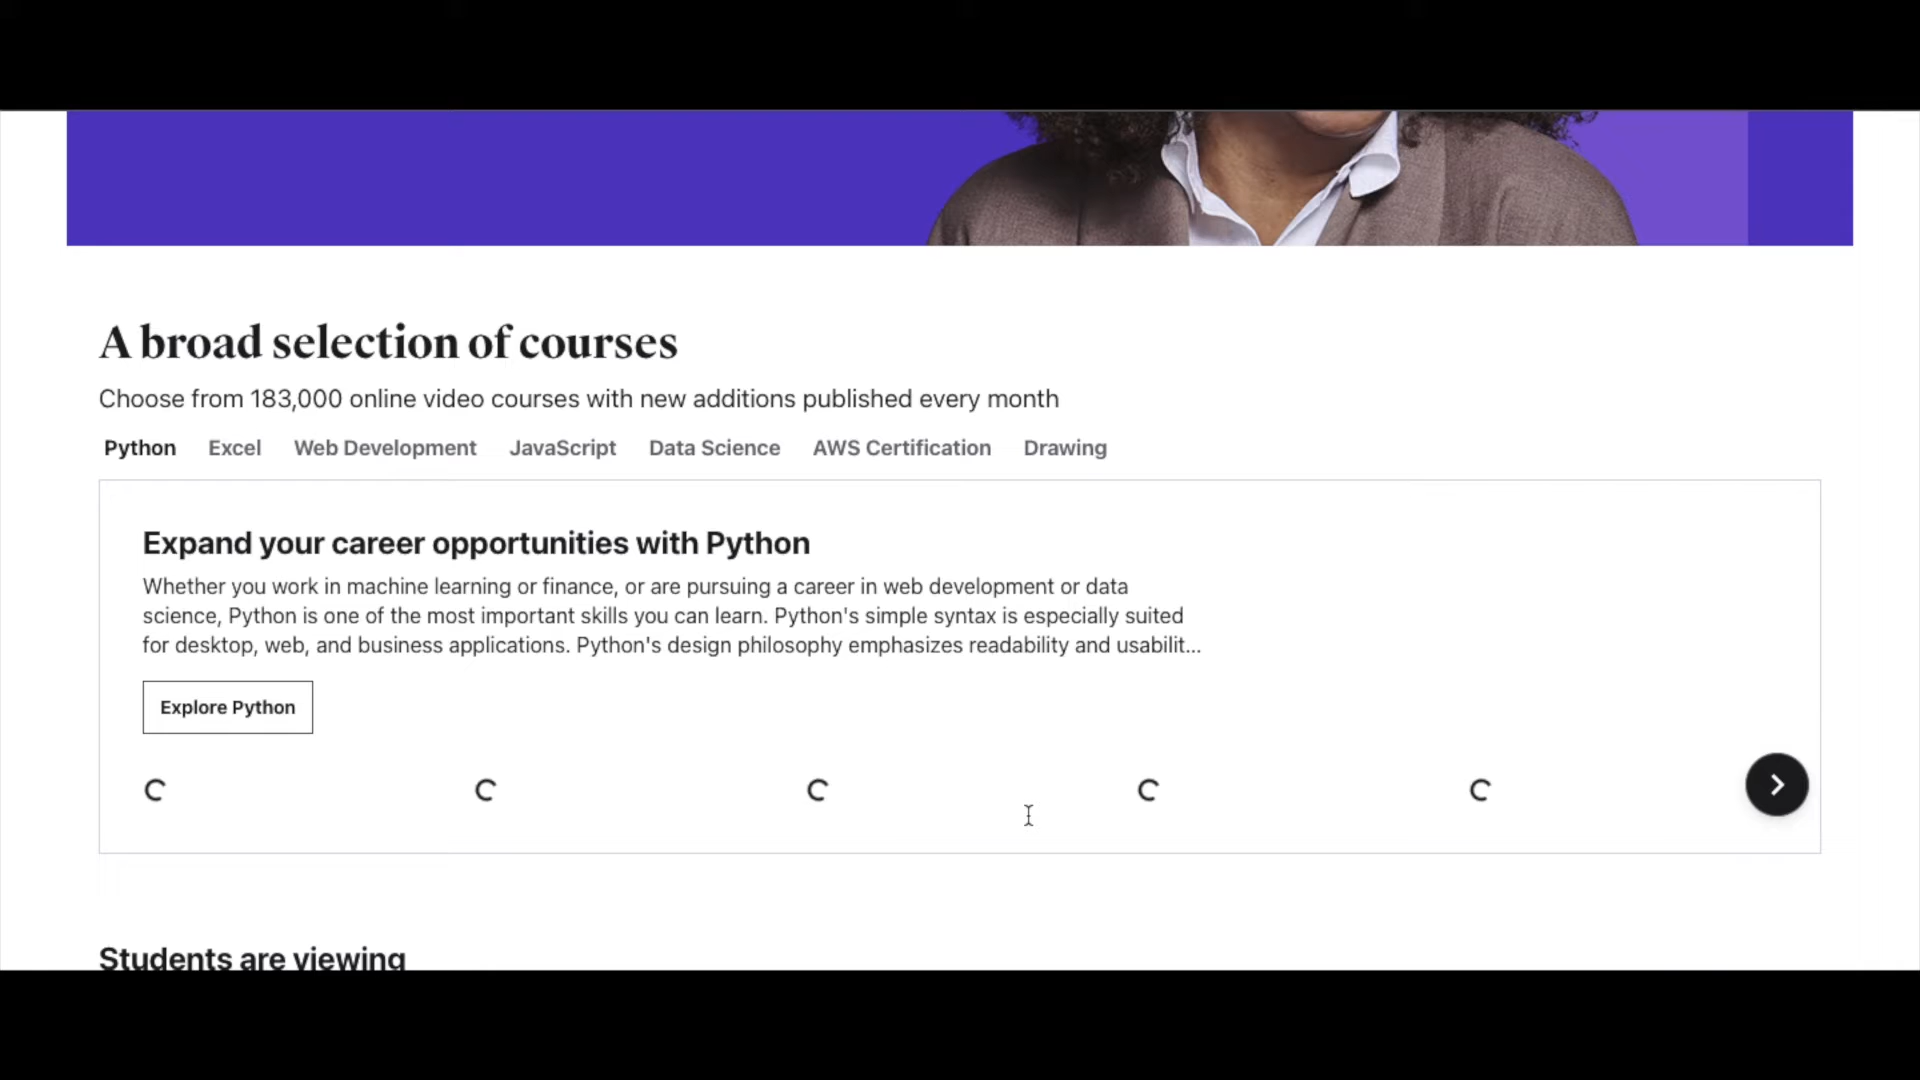 A broad selection of courses
Choose from 183,000 online video courses with new additions published every month
Python Excel Web Development JavaScript Data Science AWS Certification Drawing
Expand your career opportunities with Python
Whether you work in machine learning or finance, or are pursuing a career in web development or data
science, Python is one of the most important skills you can learn. Python's simple syntax is especially suited
for desktop, web, and business applications. Python's design philosophy emphasizes readability and usabilit...
Explore Python
Students are viewing